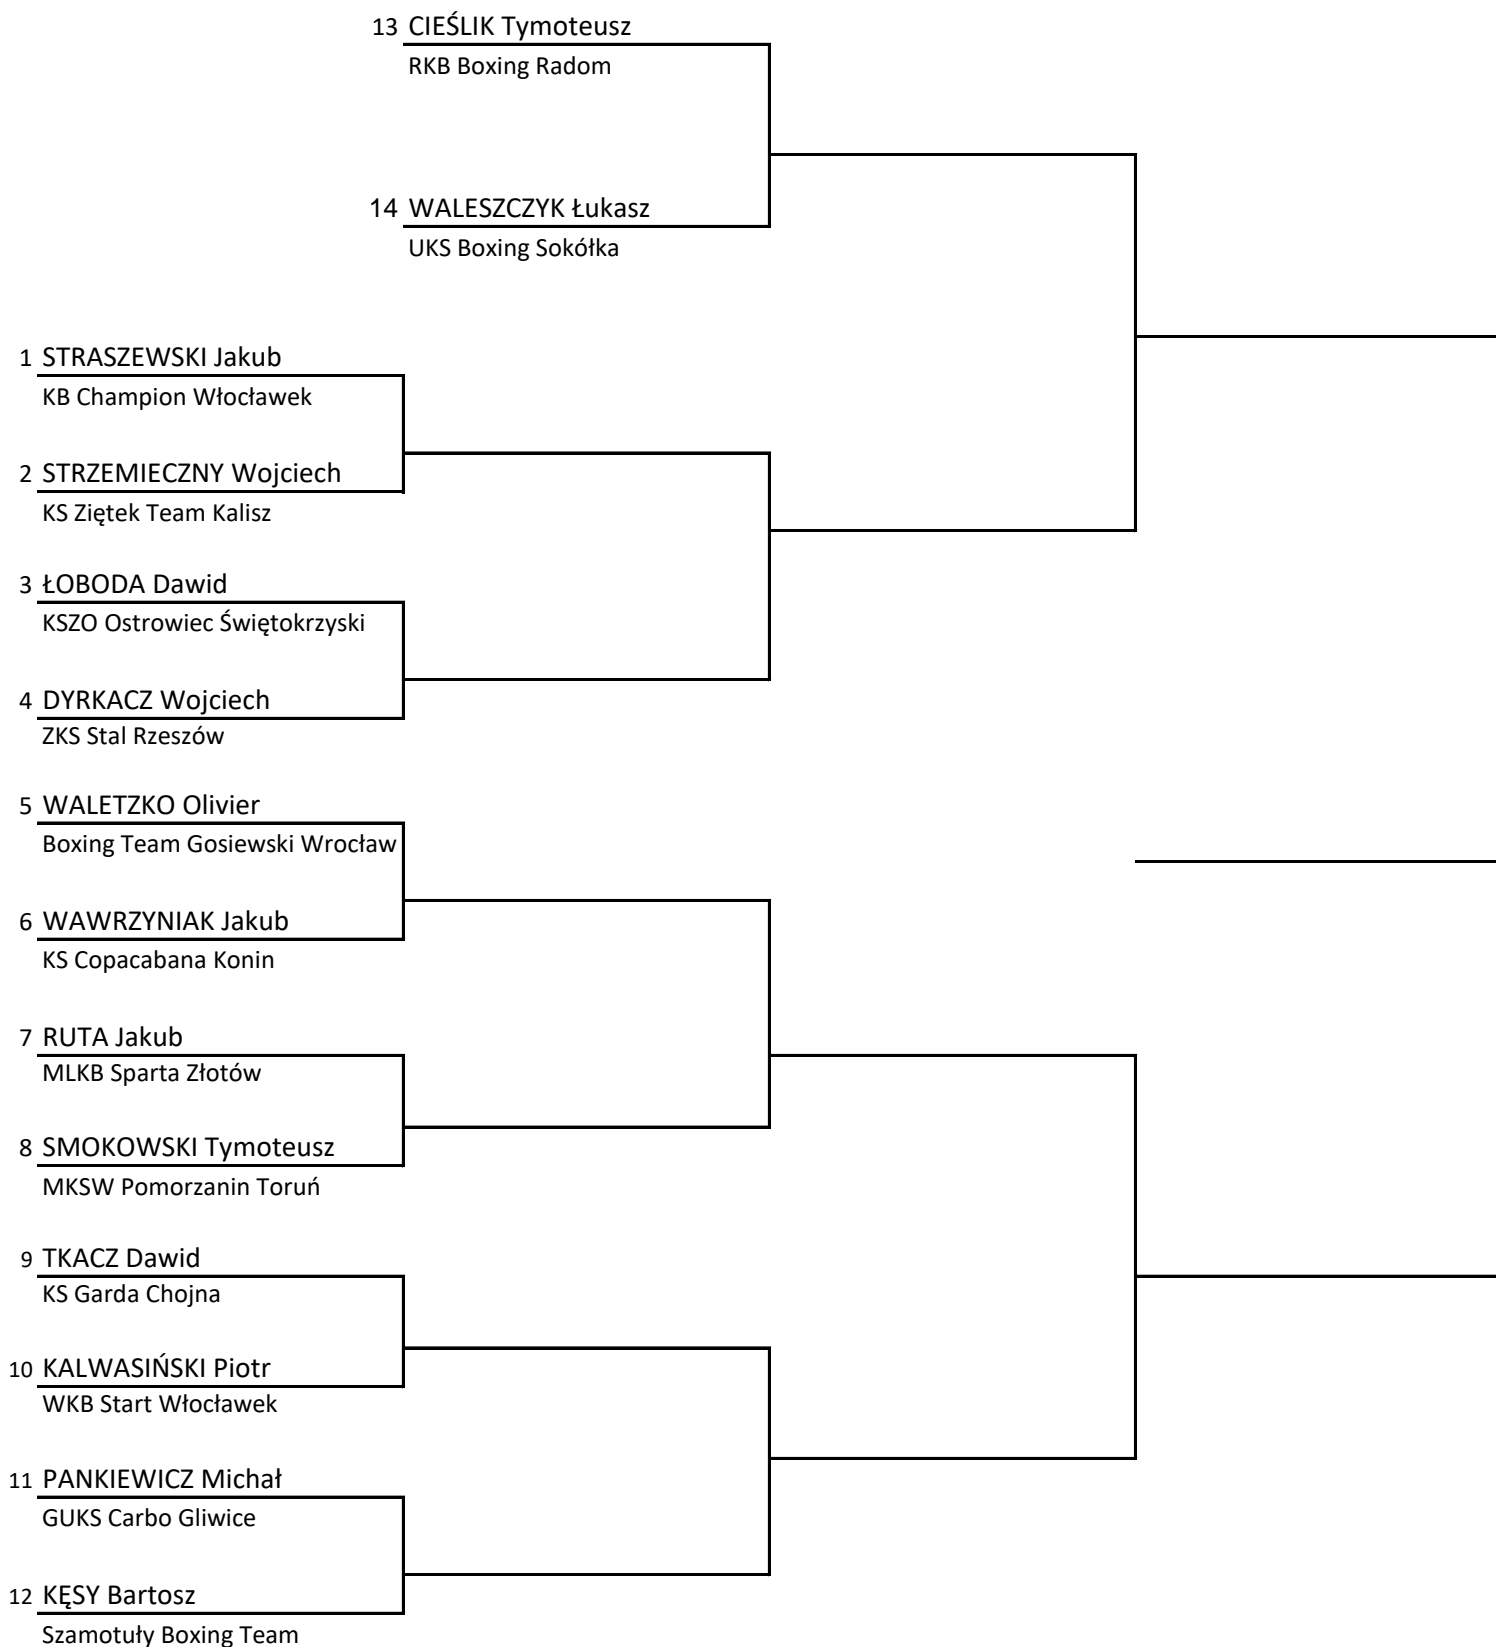 13 CIEŚLIK Tymoteusz
RKB Boxing Radom
14 WALESZCZYK Łukasz
UKS Boxing Sokółka
1 STRASZEWSKI Jakub
KB Champion Włocławek
2 STRZEMIECZNY Wojciech
KS Ziętek Team Kalisz
3 ŁOBODA Dawid
KSZO Ostrowiec Świętokrzyski
4 DYRKACZ Wojciech
ZKS Stal Rzeszów
5 WALETZKO Olivier
Boxing Team Gosiewski Wrocław
6 WAWRZYNIAK Jakub
KS Copacabana Konin
7 RUTA Jakub
MLKB Sparta Złotów
8 SMOKOWSKI Tymoteusz
MKSW Pomorzanin Toruń
9 TKACZ Dawid
KS Garda Chojna
10 KALWASIŃSKI Piotr
WKB Start Włocławek
11 PANKIEWICZ Michał
GUKS Carbo Gliwice
12 KĘSY Bartosz
Szamotuły Boxing Team